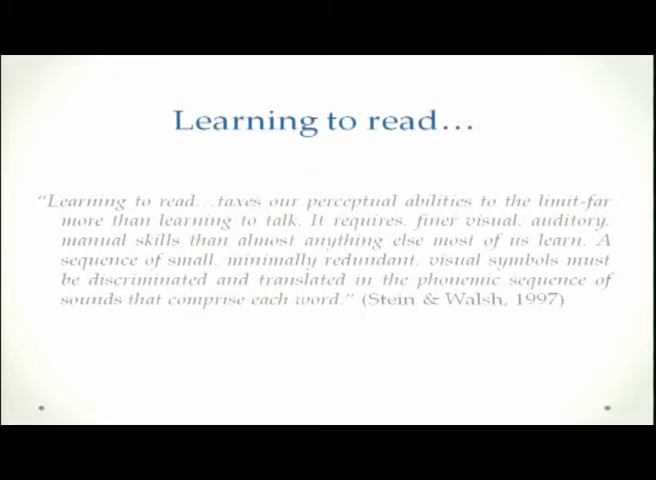 Learning to read…
“Learning to read…taxes our perceptual abilities to the limit-far
more than learning to talk. It requires, finer visual, auditory,
manual skills than almost anything else most of us learn. A
sequence of small, minimally redundant, visual symbols must
be discriminated and translated in the phonemic sequence of
sounds that comprise each word.” (Stein & Walsh, 1997)